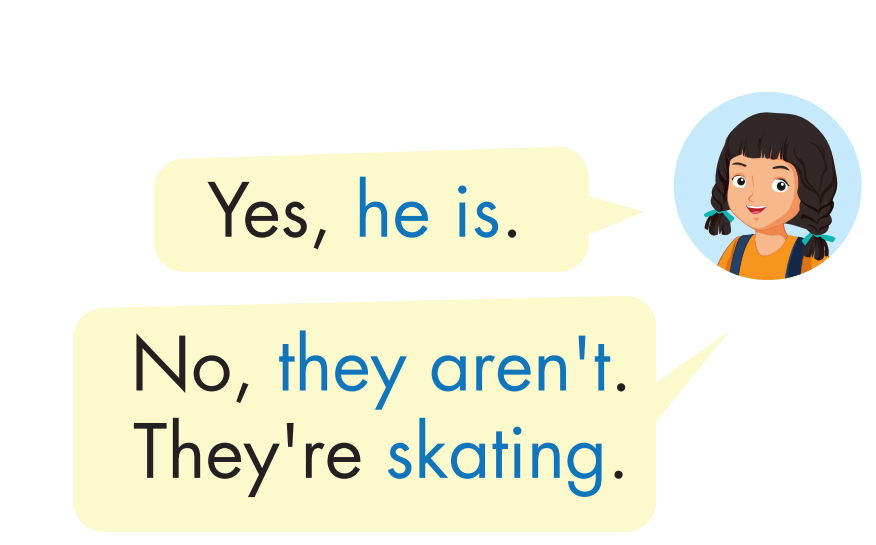 Yes, he is.
No, they aren't.
They're skating.